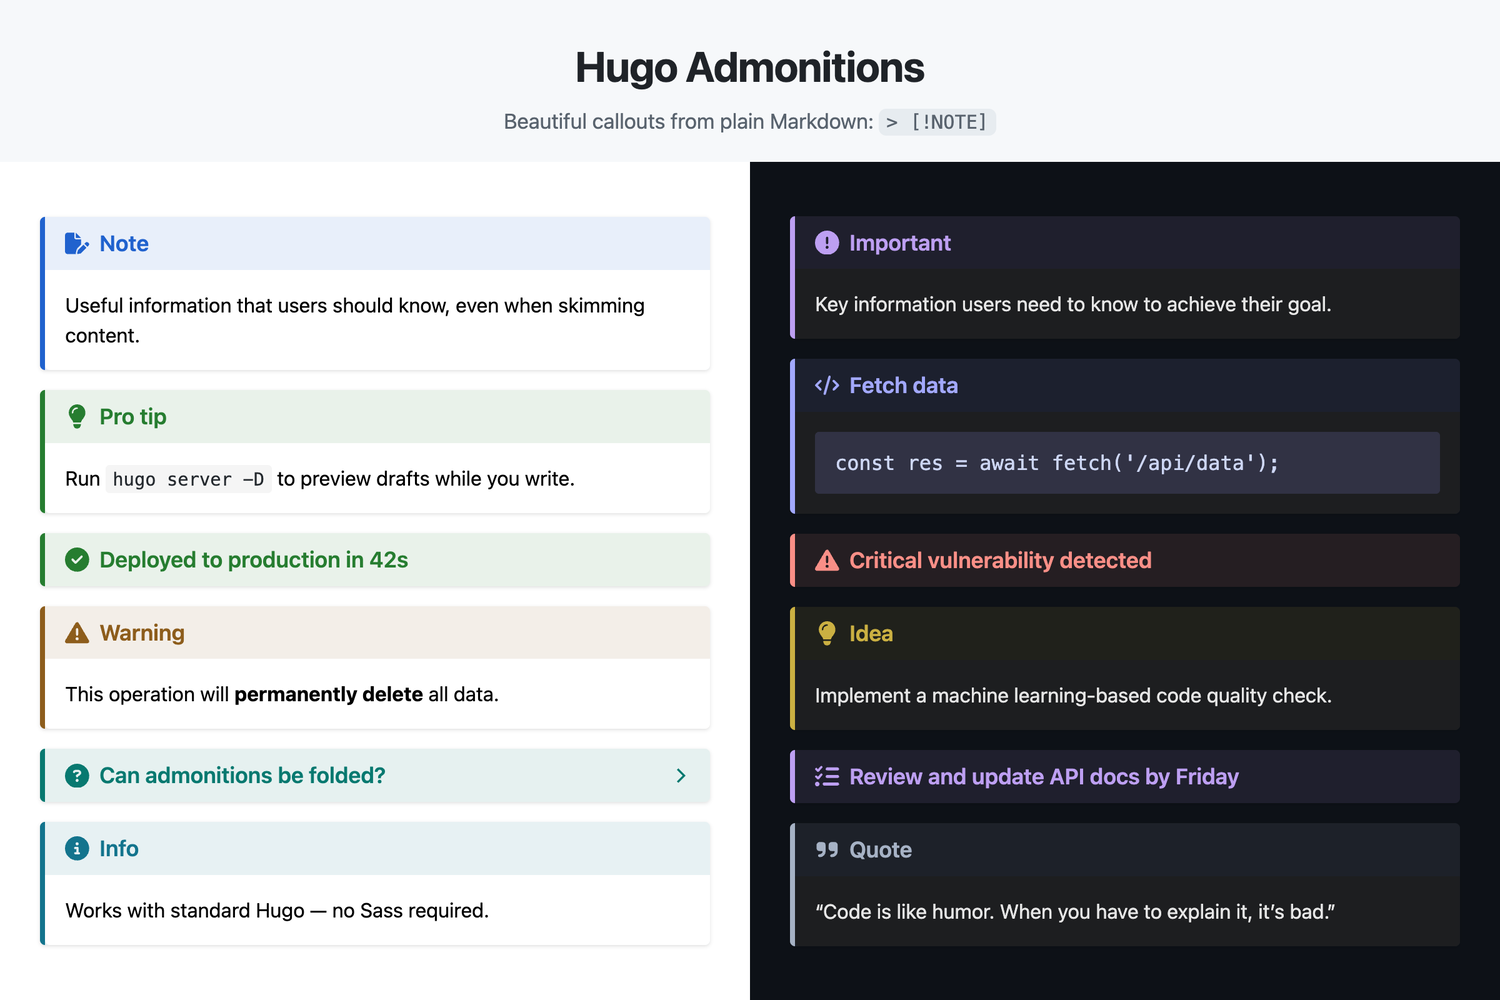 Hugo Admonitions
Beautiful callouts from plain Markdown: > [!NOTE]
Note
Useful information that users should know, even when skimming
content.
Pro tip
Run hugo server -D to preview drafts while you write.
Deployed to production in 42s
Warning
This operation will permanently delete all data.
Can admonitions be folded?
Info
Works with standard Hugo — no Sass required.
Important
Key information users need to know to achieve their goal.
Fetch data
const res = await fetch('/api/data');
Critical vulnerability detected
Idea
Implement a machine learning-based code quality check.
Review and update API docs by Friday
Quote
“Code is like humor. When you have to explain it, it’s bad.”